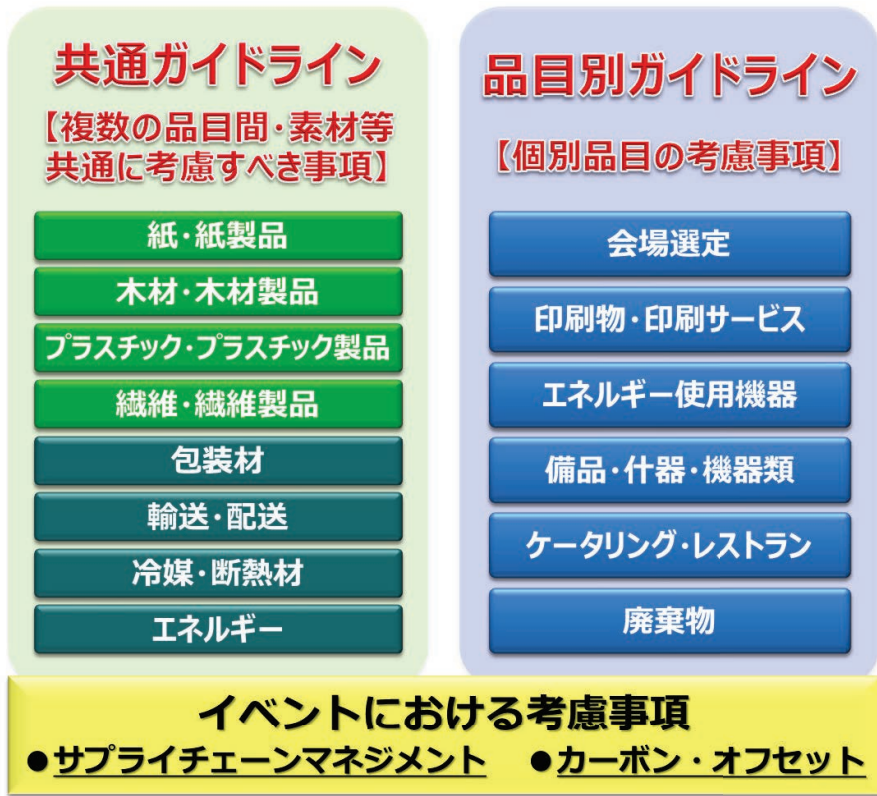 共通ガイドライン
【複数の品目間・素材等
共通に考慮すべき事項】
紙・紙製品
木材・木材製品
プラスチック・プラスチック製品
繊維・繊維製品
包装材
輸送・配送
冷媒・断熱材
エネルギー
品目別ガイドライン
【個別品目の考慮事項】
会場選定
印刷物・印刷サービス
エネルギー使用機器
備品・什器・機器類
ケータリング・レストラン
廃棄物
イベントにおける考慮事項
●サプライチェーンマネジメント ●カーボン・オフセット